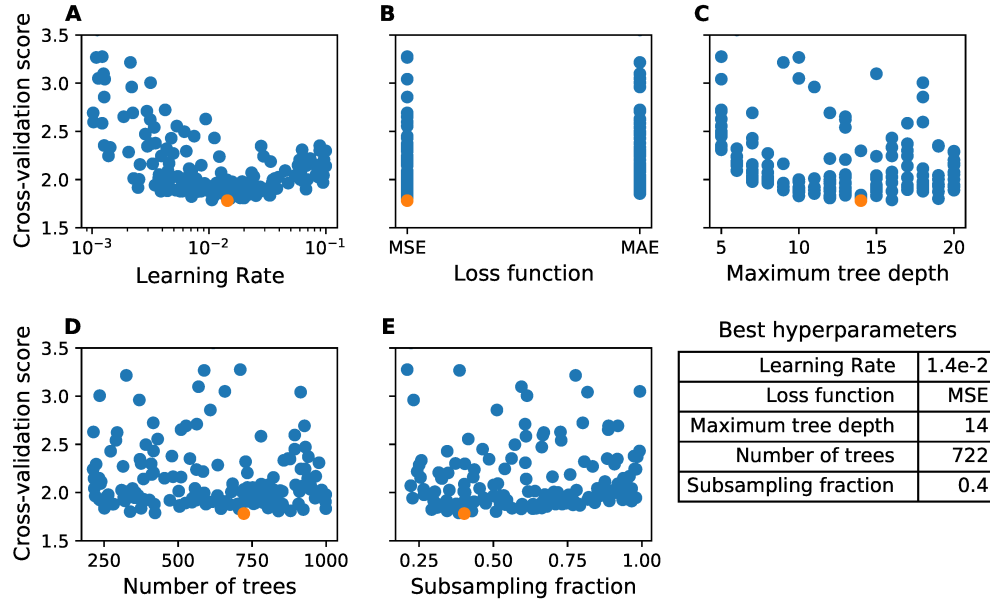 A
B
C
Cross-validation score
3.5
3.0
2.5
2.0
1.5
10⁻³
10⁻²
10⁻¹
Learning Rate
MSE
MAE
Loss function
5
10
15
20
Maximum tree depth
D
E
Cross-validation score
3.5
3.0
2.5
2.0
1.5
250
500
750
1000
Number of trees
0.25
0.50
0.75
1.00
Subsampling fraction
Best hyperparameters
Learning Rate 1.4e-2
Loss function MSE
Maximum tree depth 14
Number of trees 722
Subsampling fraction 0.4